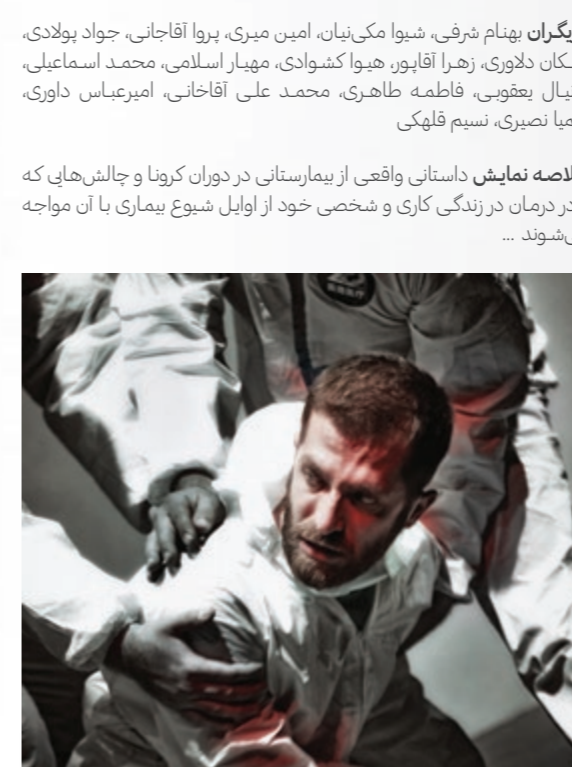 یگران بهنام شرفی، شیوا مکی‌نیان، امین میری، پروا آقاجانی، جواد پولادی،
کان دلاوری، زهرا آقاپور، هیوا کشوادی، مهیار اسلامی، محمد اسماعیلی،
یال یعقوبی، فاطمه طاهری، محمد علی آقاخانی، امیرعباس داوری،
میا نصیری، نسیم قلهکی
لاصه نمایش داستانی واقعی از بیمارستانی در دوران کرونا و چالش‌هایی که
در درمان در زندگی کاری و شخصی خود از اوایل شیوع بیماری با آن مواجه
ی‌شوند ...